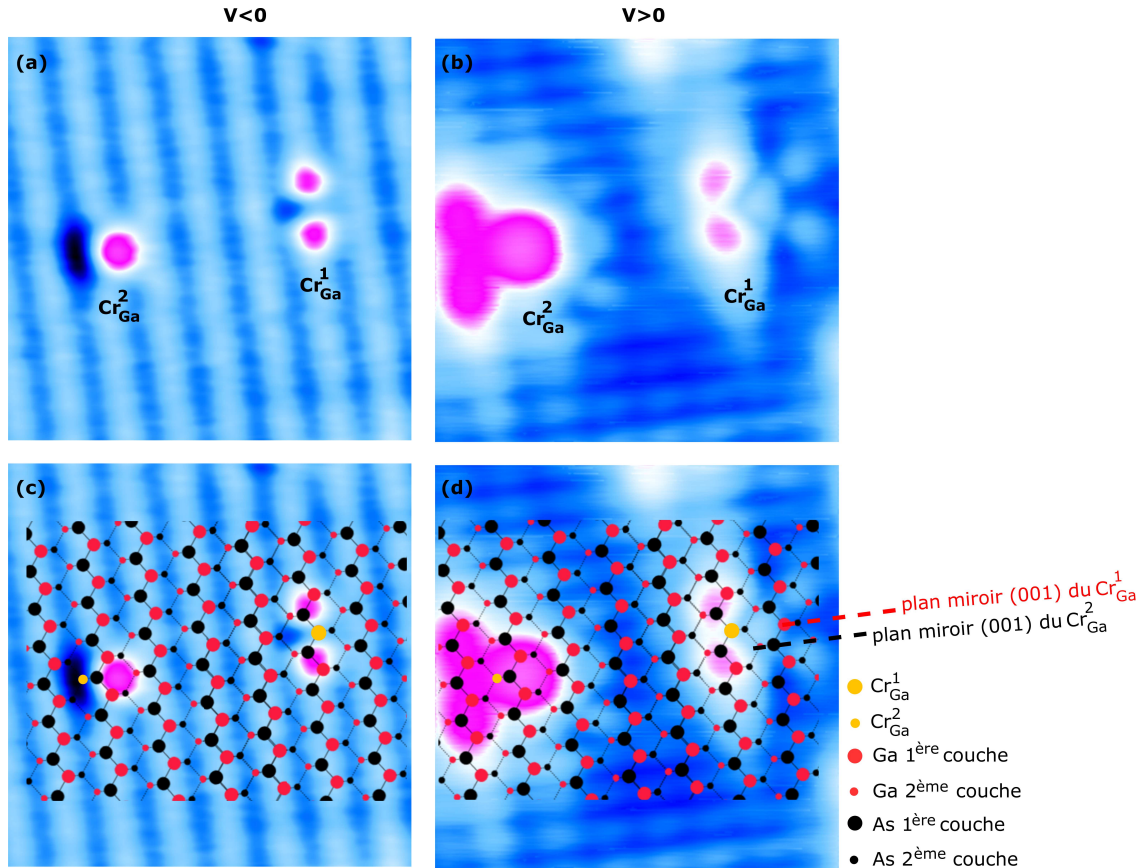 V<0
V>0
(a)
(b)
Cr²Ga
Cr¹Ga
Cr²Ga
Cr¹Ga
(c)
(d)
plan miroir (001) du Cr¹Ga
plan miroir (001) du Cr²Ga
Cr¹Ga
Cr²Ga
Ga 1ère couche
Ga 2ème couche
As 1ère couche
As 2ème couche